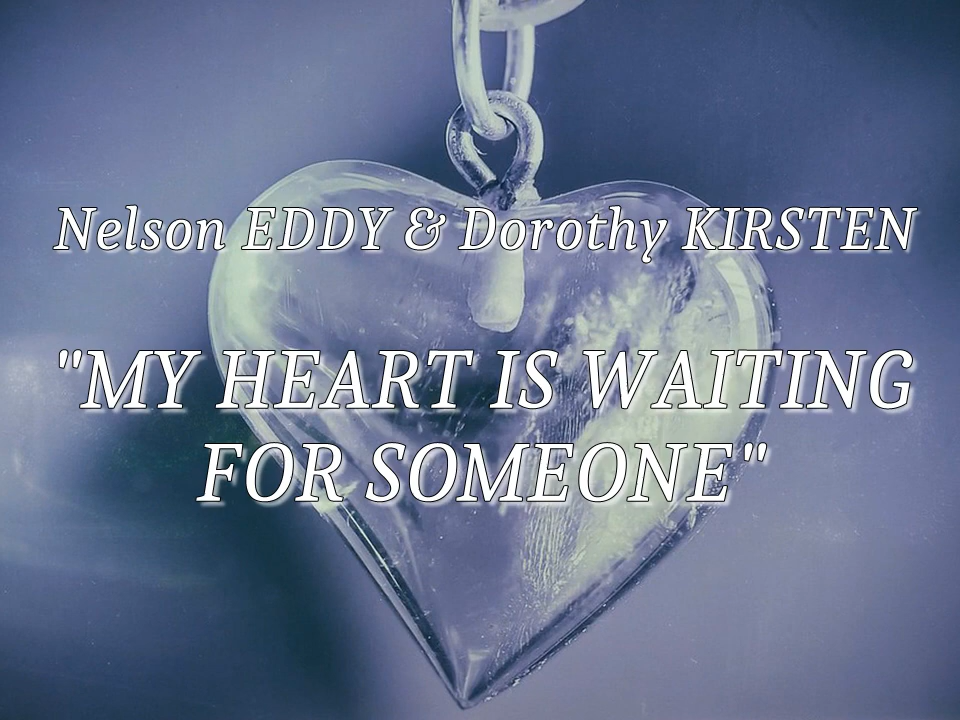 Nelson EDDY & Dorothy KIRSTEN
"MY HEART IS WAITING
FOR SOMEONE"